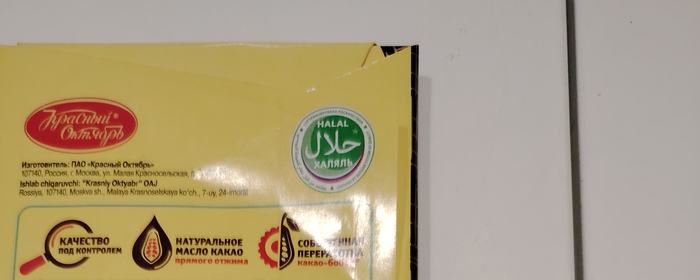 Красный
Октябрь
HALAL
حلال
ХАЛЯЛЬ
Изготовитель: ПАО «Красный Октябрь»
107140, Россия, г. Москва, ул. Малая Красносельская,
Ishlab chiqaruvchi: "Krasniy Oktyabr" OAJ
Rossiya, 107140, Moskva sh., Malaya Krasnoselskaya ko'ch., 7-uy, 24-imorat
КАЧЕСТВО
ПОД КОНТРОЛЕМ
НАТУРАЛЬНОЕ
МАСЛО КАКАО
прямого отжима
СОБСТВЕННАЯ
ПЕРЕРАБОТКА
какао-бобов